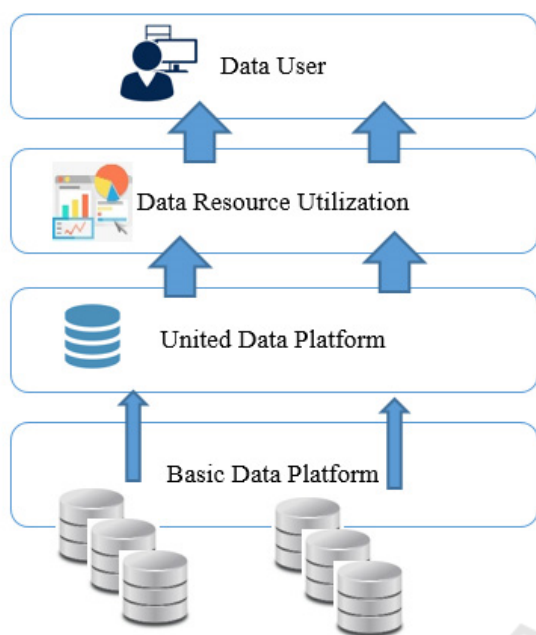 Data User
Data Resource Utilization
United Data Platform
Basic Data Platform